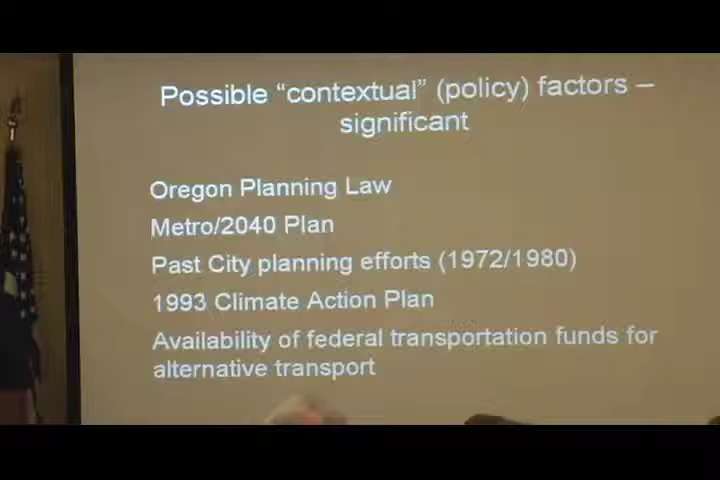 Possible “contextual” (policy) factors –
significant
Oregon Planning Law
Metro/2040 Plan
Past City planning efforts (1972/1980)
1993 Climate Action Plan
Availability of federal transportation funds for
alternative transport